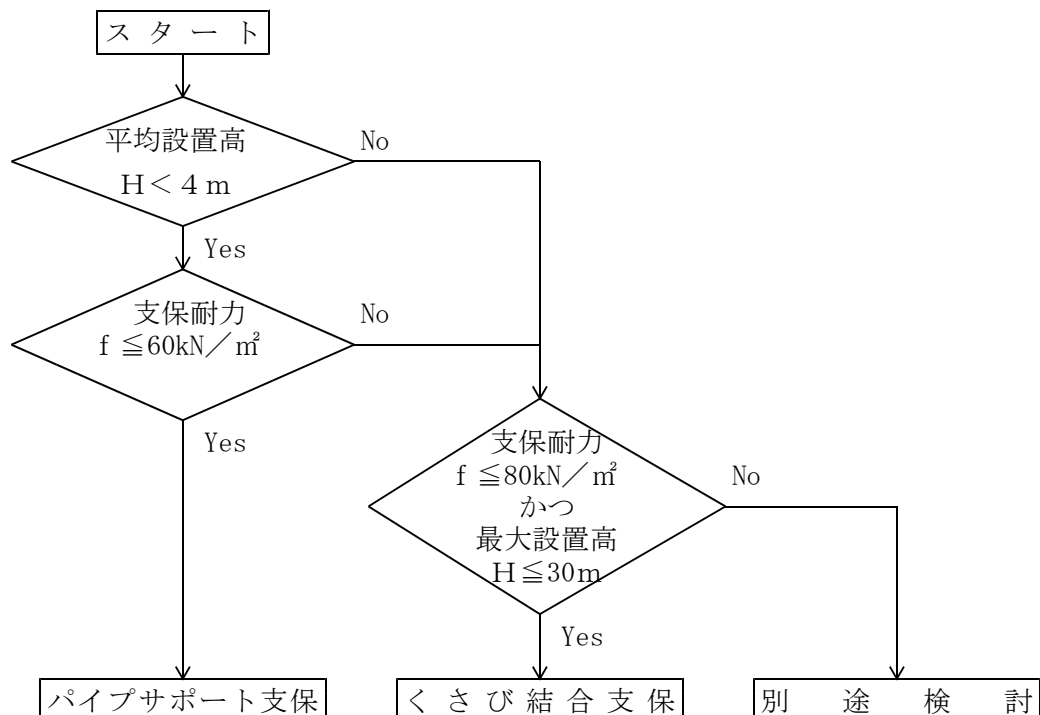 スタート
平均設置高
H<4m
No
Yes
支保耐力
f≦60kN/㎡
No
Yes
支保耐力
f≦80kN/㎡
かつ
最大設置高
H≦30m
No
Yes
パイプサポート支保
くさび結合支保
別途検討